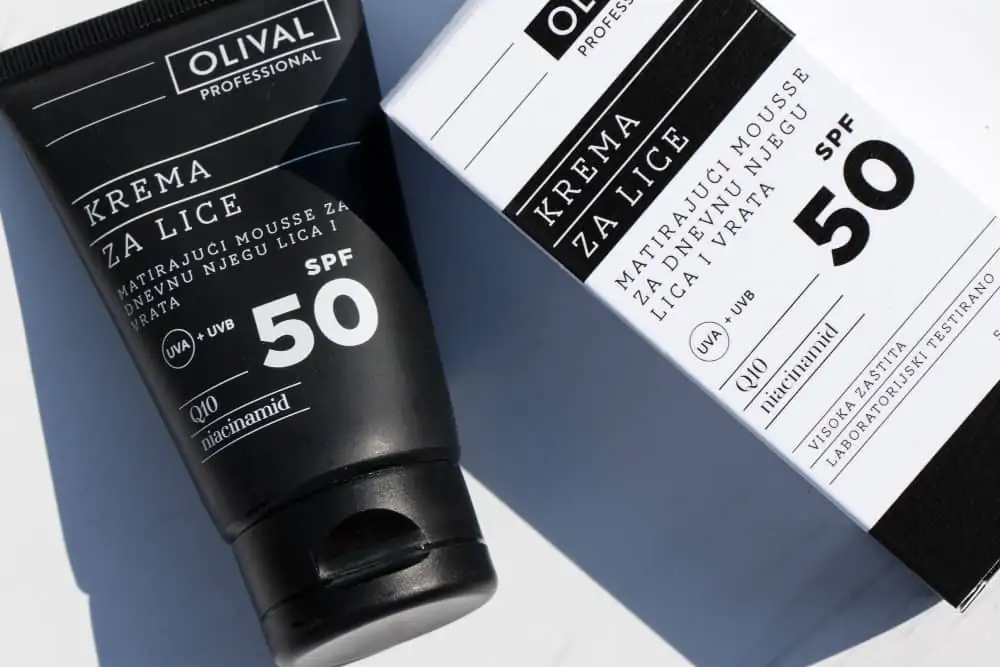 OLIVAL
PROFESSIONAL
KREMA
ZA LICE
MATIRAJUĆI MOUSSE ZA
DNEVNU NJEGU LICA I
VRATA
SPF
50
UVA + UVB
Q10
niacinamid
KREMA
ZA LICE
MATIRAJUĆI MOUSSE
ZA DNEVNU NJEGU
LICA I VRATA
SPF
50
UVA + UVB
Q10
niacinamid
VISOKA ZAŠTITA
LABORATORIJSKI TESTIRANO